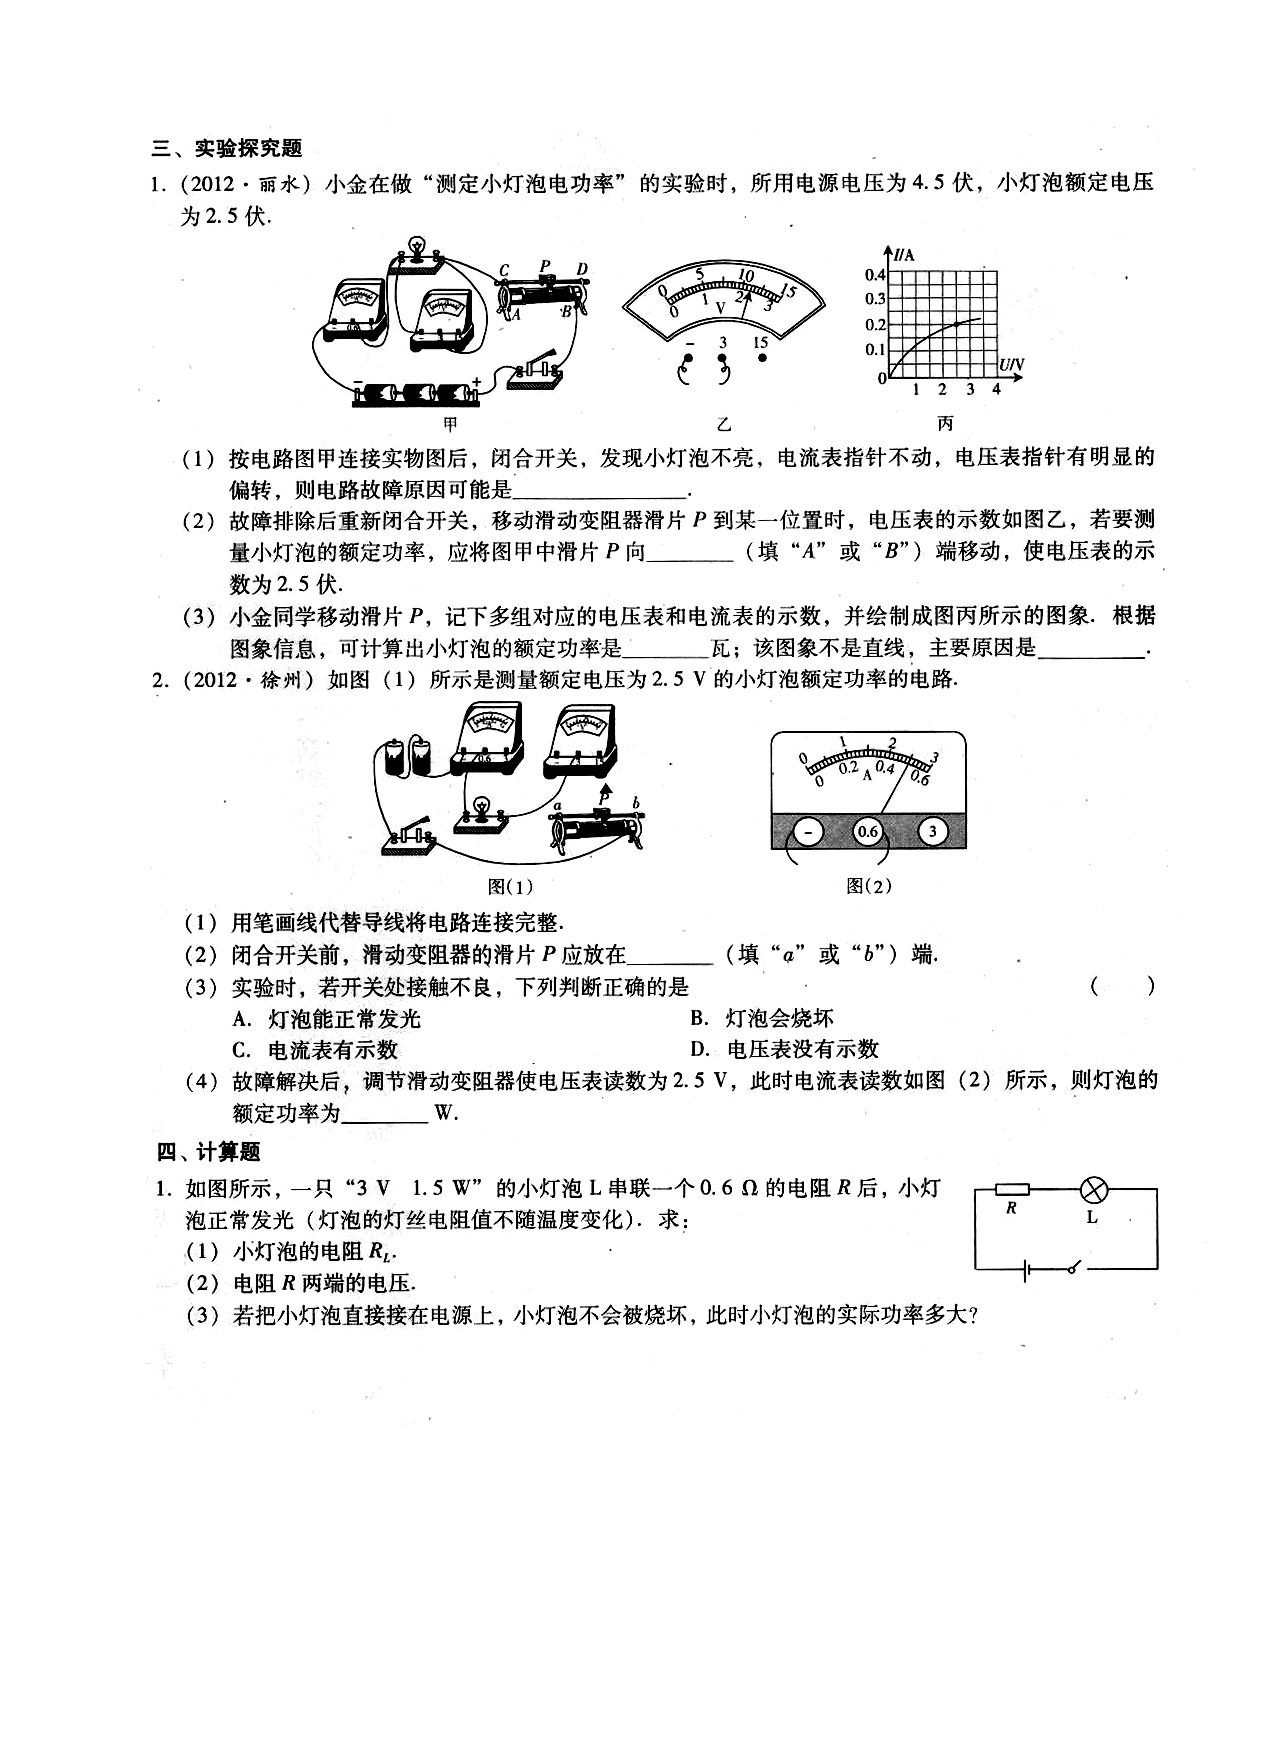 三、实验探究题
1. (2012·丽水) 小金在做“测定小灯泡电功率”的实验时，所用电源电压为 4.5 伏，小灯泡额定电压
为 2.5 伏.
C P D
A B
0.6
− +
甲
0 5 10 15
0 1 2 3
V
− 3 15
乙
I/A
0.4
0.3
0.2
0.1
0
1 2 3 4
U/V
丙
(1) 按电路图甲连接实物图后，闭合开关，发现小灯泡不亮，电流表指针不动，电压表指针有明显的
偏转，则电路故障原因可能是________________.
(2) 故障排除后重新闭合开关，移动滑动变阻器滑片 P 到某一位置时，电压表的示数如图乙，若要测
量小灯泡的额定功率，应将图甲中滑片 P 向________ (填“A”或“B”) 端移动，使电压表的示
数为 2.5 伏.
(3) 小金同学移动滑片 P，记下多组对应的电压表和电流表的示数，并绘制成图丙所示的图象. 根据
图象信息，可计算出小灯泡的额定功率是________瓦；该图象不是直线，主要原因是__________.
2. (2012·徐州) 如图 (1) 所示是测量额定电压为 2.5 V 的小灯泡额定功率的电路.
0.6
a P b
图(1)
0 1 2 3
0 0.2 0.4 0.6
A
− 0.6 3
图(2)
(1) 用笔画线代替导线将电路连接完整.
(2) 闭合开关前，滑动变阻器的滑片 P 应放在________ (填“a”或“b”) 端.
(3) 实验时，若开关处接触不良，下列判断正确的是 ( )
A. 灯泡能正常发光 B. 灯泡会烧坏
C. 电流表有示数 D. 电压表没有示数
(4) 故障解决后，调节滑动变阻器使电压表读数为 2.5 V，此时电流表读数如图 (2) 所示，则灯泡的
额定功率为________ W.
四、计算题
1. 如图所示，一只“3 V 1.5 W”的小灯泡 L 串联一个 0.6 Ω 的电阻 R 后，小灯
泡正常发光 (灯泡的灯丝电阻值不随温度变化). 求：
(1) 小灯泡的电阻 R_L.
(2) 电阻 R 两端的电压.
(3) 若把小灯泡直接接在电源上，小灯泡不会被烧坏，此时小灯泡的实际功率多大？
R L